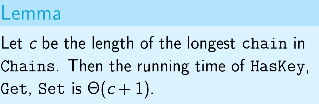 Lemma
Let c be the length of the longest chain in
Chains. Then the running time of HasKey,
Get, Set is Θ(c + 1).